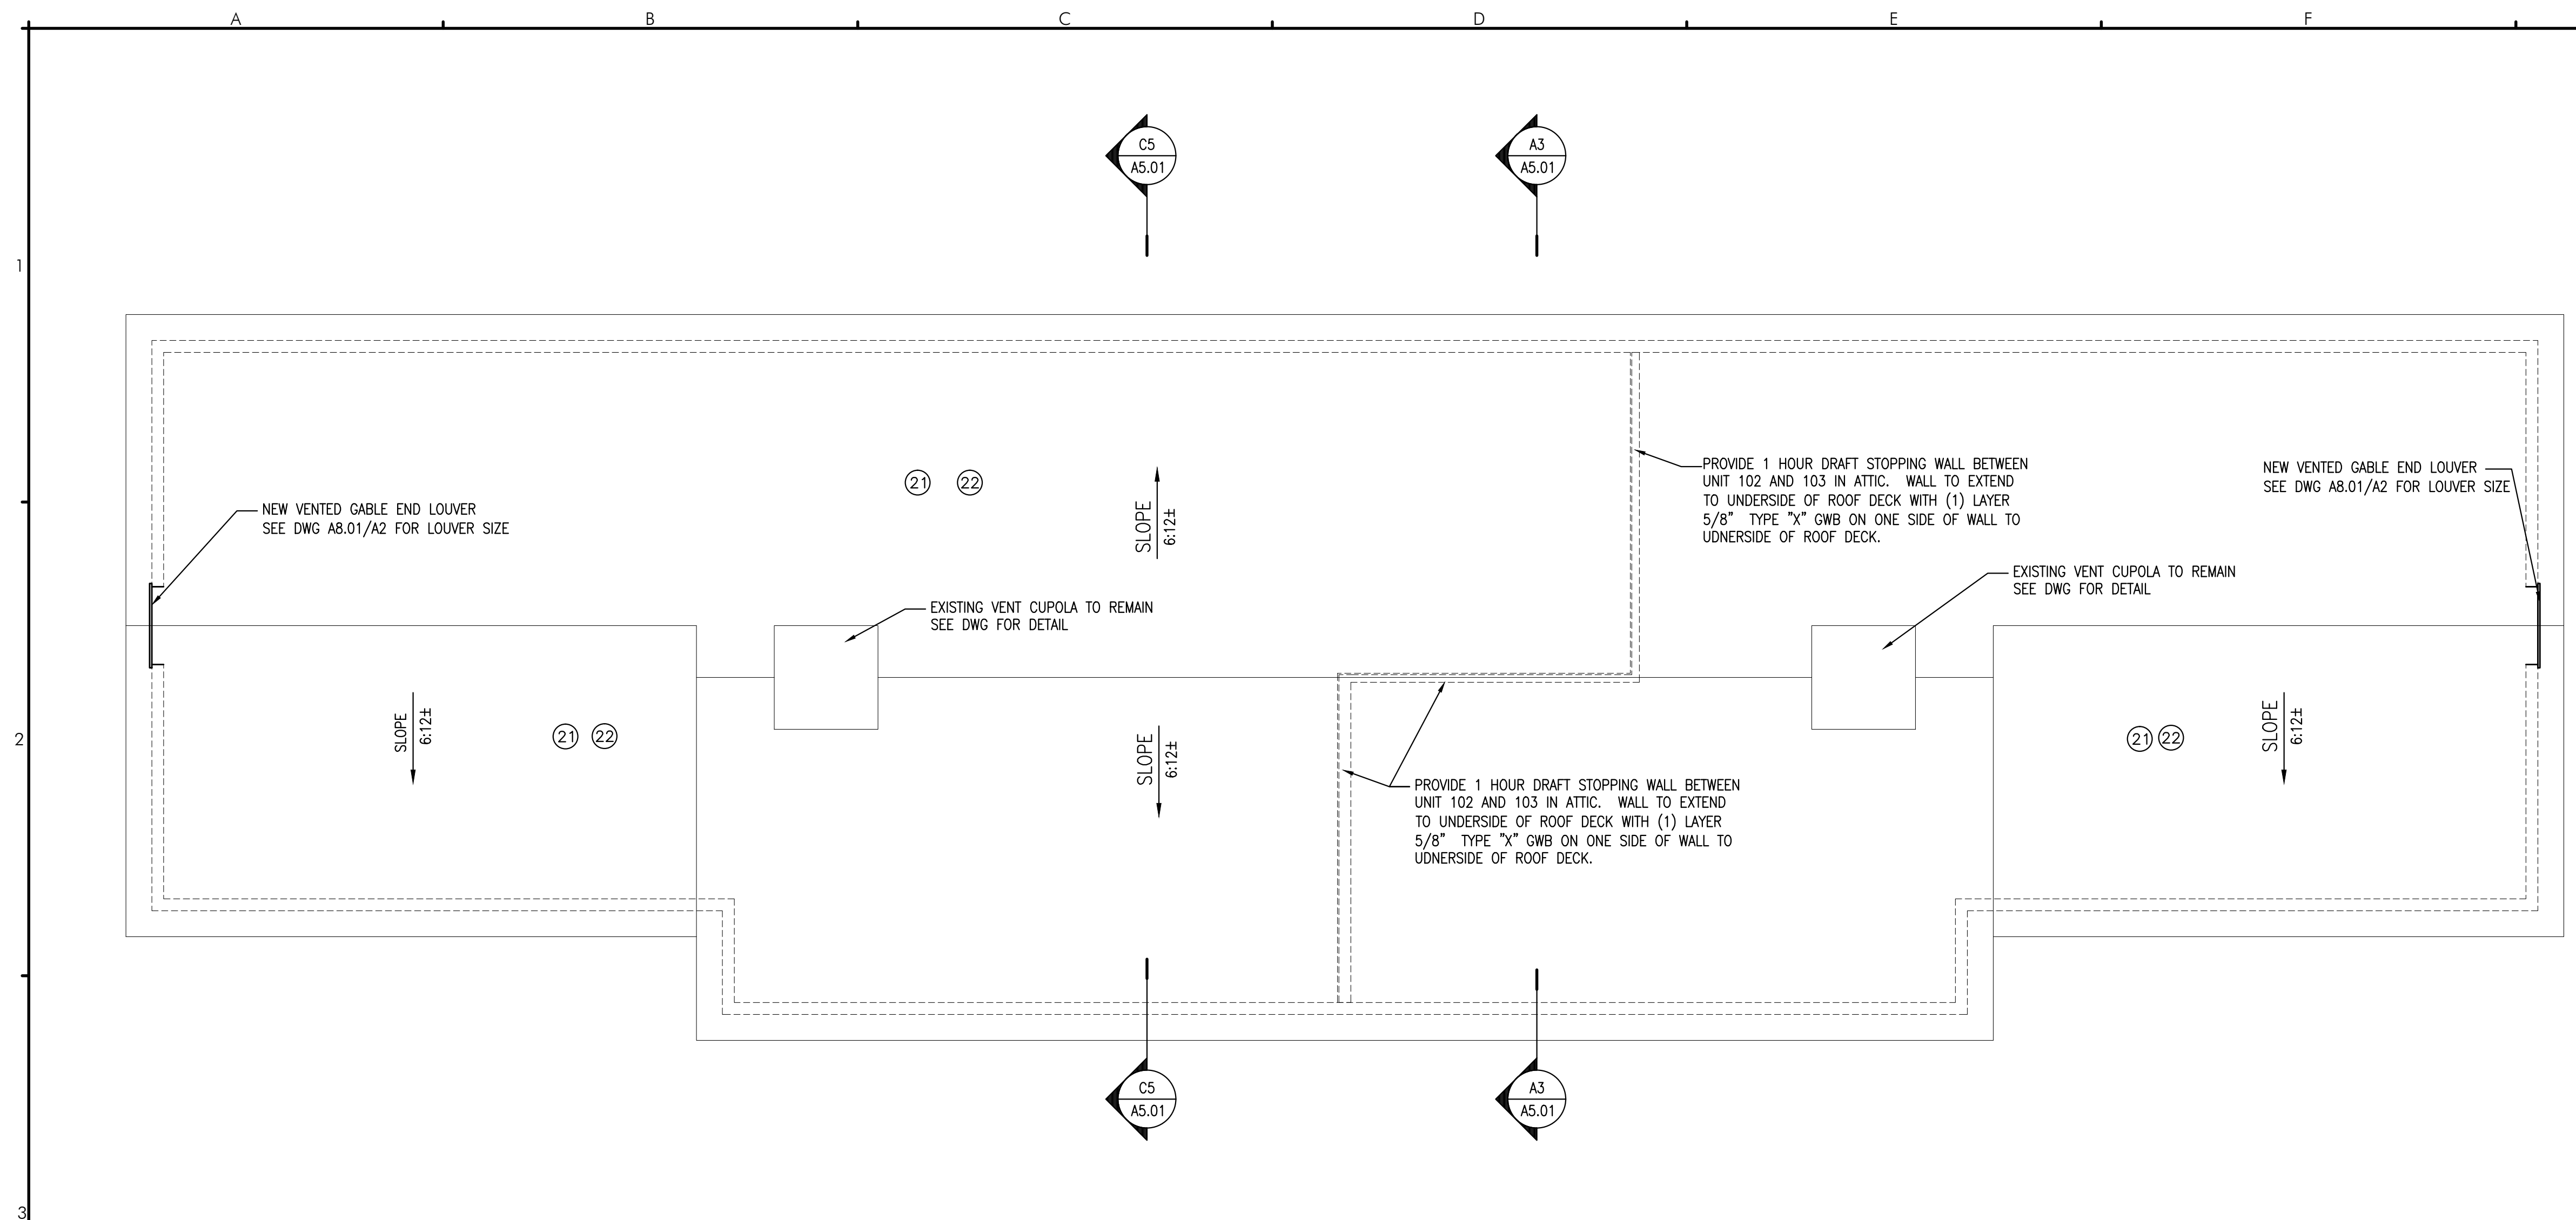 A
B
C
D
E
F
1
2
3
C5
A5.01
A3
A5.01
NEW VENTED GABLE END LOUVER
SEE DWG A8.01/A2 FOR LOUVER SIZE
21
22
SLOPE
6:12±
PROVIDE 1 HOUR DRAFT STOPPING WALL BETWEEN
UNIT 102 AND 103 IN ATTIC. WALL TO EXTEND
TO UNDERSIDE OF ROOF DECK WITH (1) LAYER
5/8" TYPE "X" GWB ON ONE SIDE OF WALL TO
UDNERSIDE OF ROOF DECK.
NEW VENTED GABLE END LOUVER
SEE DWG A8.01/A2 FOR LOUVER SIZE
EXISTING VENT CUPOLA TO REMAIN
SEE DWG FOR DETAIL
EXISTING VENT CUPOLA TO REMAIN
SEE DWG FOR DETAIL
SLOPE
6:12±
21
22
SLOPE
6:12±
21
22
SLOPE
6:12±
PROVIDE 1 HOUR DRAFT STOPPING WALL BETWEEN
UNIT 102 AND 103 IN ATTIC. WALL TO EXTEND
TO UNDERSIDE OF ROOF DECK WITH (1) LAYER
5/8" TYPE "X" GWB ON ONE SIDE OF WALL TO
UDNERSIDE OF ROOF DECK.
C5
A5.01
A3
A5.01